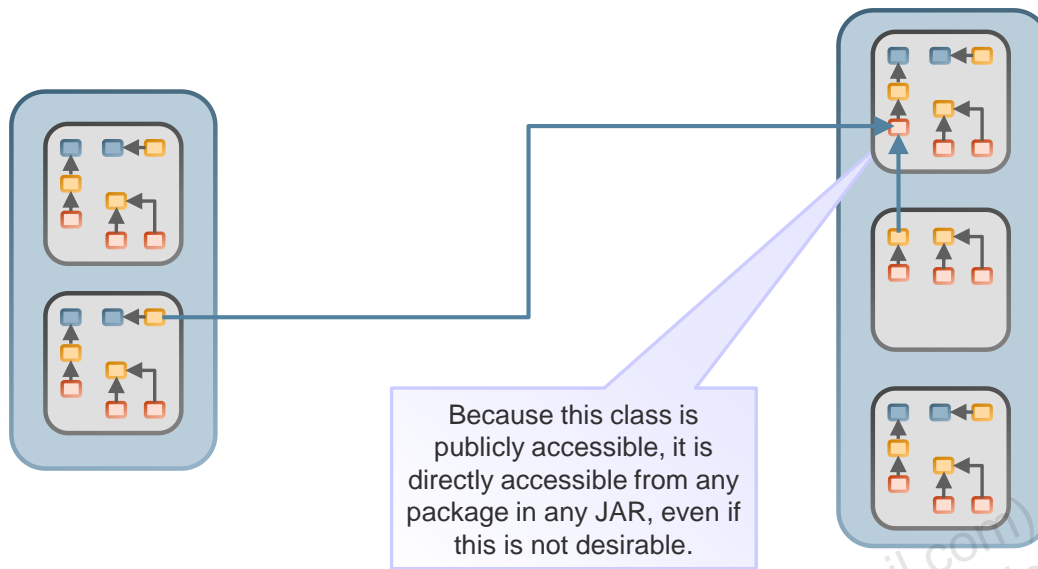 Because this class is
publicly accessible, it is
directly accessible from any
package in any JAR, even if
this is not desirable.